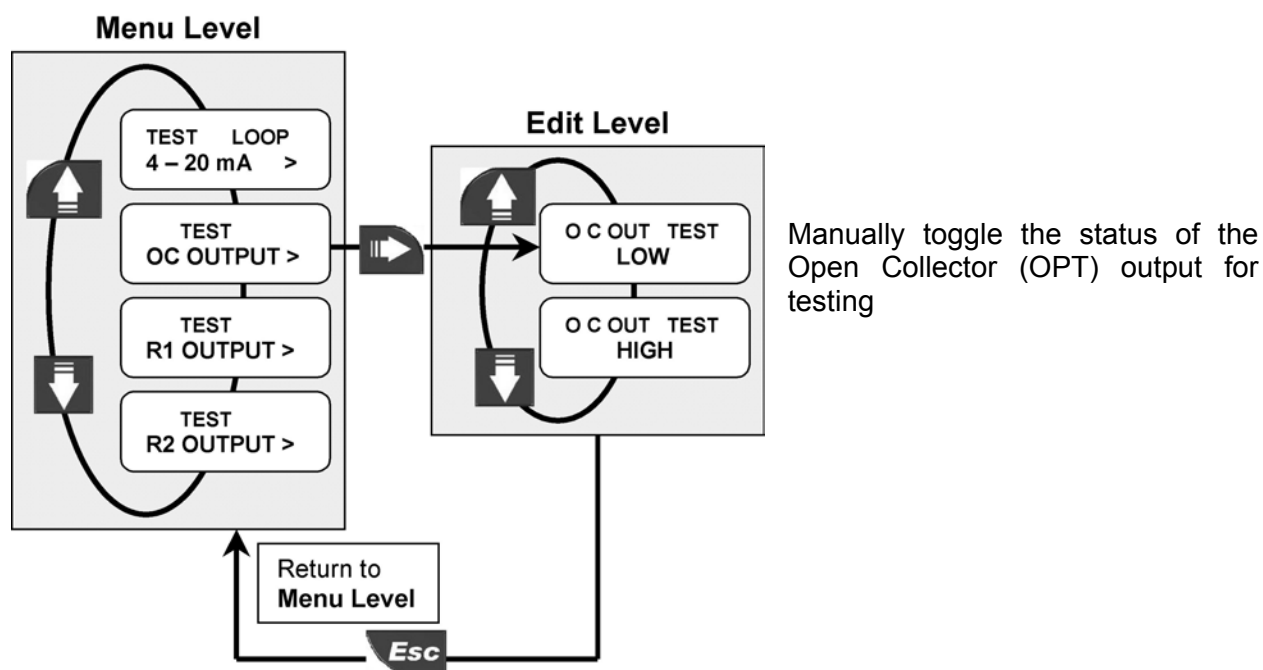 Menu Level
TEST LOOP
4 – 20 mA >
TEST
OC OUTPUT >
TEST
R1 OUTPUT >
TEST
R2 OUTPUT >
Edit Level
O C OUT TEST
LOW
O C OUT TEST
HIGH
Manually toggle the status of the
Open Collector (OPT) output for
testing
Return to
Menu Level
Esc